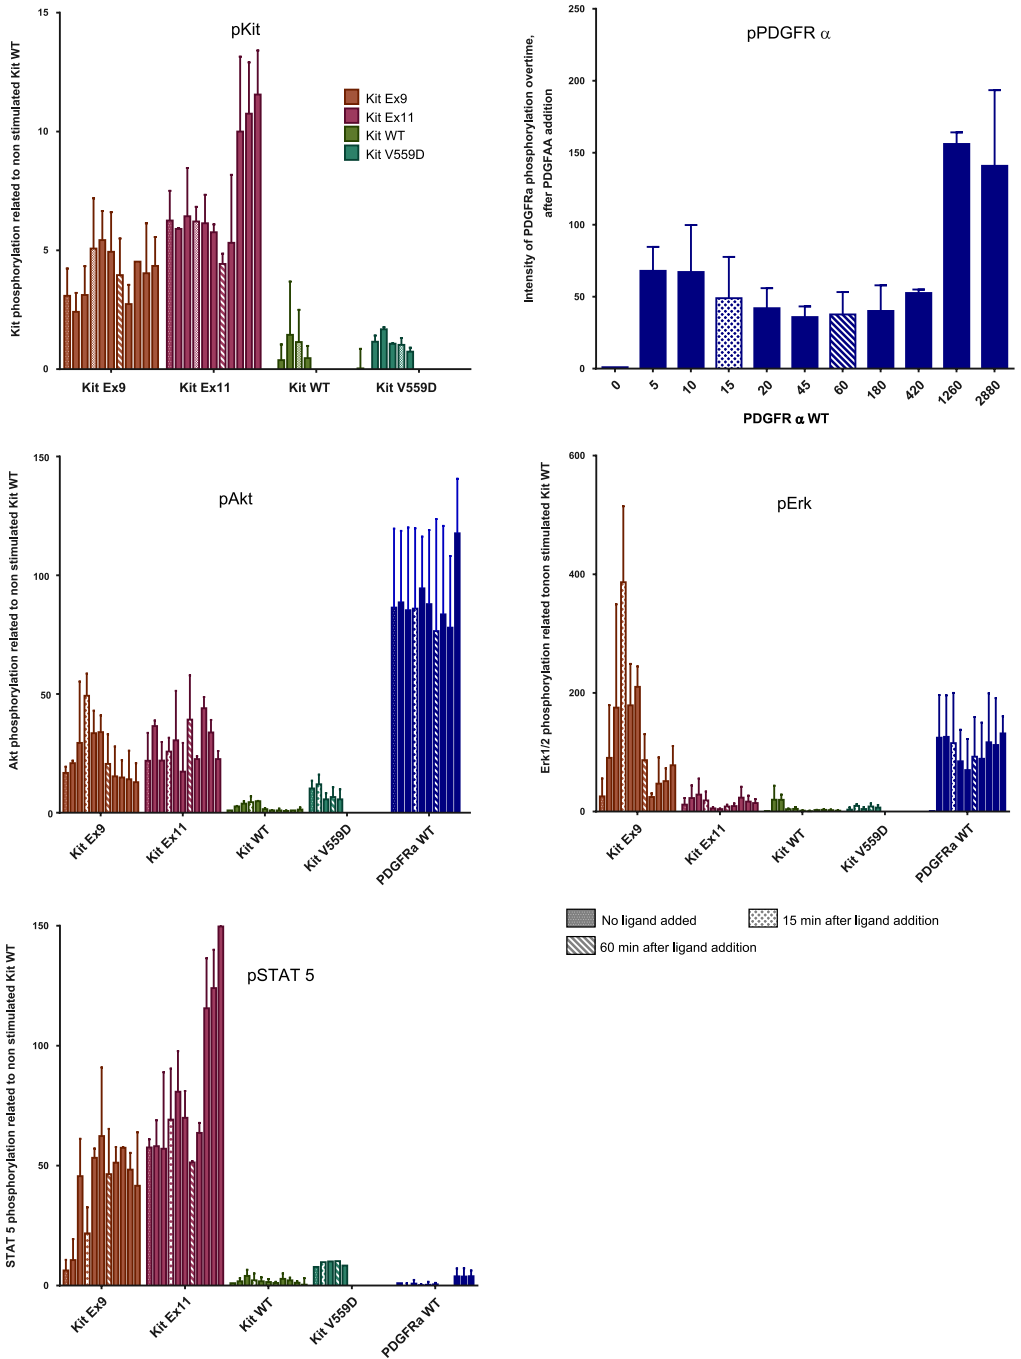 pKit
Kit phosphorylation related to non stimulated Kit WT
15
10
5
0
Kit Ex9
Kit Ex11
Kit WT
Kit V559D
Kit Ex9
Kit Ex11
Kit WT
Kit V559D
pPDGFR α
Intensity of PDGFRa phosphorylation overtime,
after PDGFAA addition
250
200
150
100
50
0
0
5
10
15
20
45
60
180
420
1260
2880
PDGFR α WT
pAkt
Akt phosphorylation related to non stimulated Kit WT
150
100
50
0
Kit Ex9
Kit Ex11
Kit WT
Kit V559D
PDGFRa WT
pErk
Erk1/2 phosphorylation related tonon stimulated Kit WT
600
400
200
0
Kit Ex9
Kit Ex11
Kit WT
Kit V559D
PDGFRa WT
No ligand added
15 min after ligand addition
60 min after ligand addition
pSTAT 5
STAT 5 phosphorylation related to non stimulated Kit WT
150
100
50
0
Kit Ex9
Kit Ex11
Kit WT
Kit V559D
PDGFRa WT